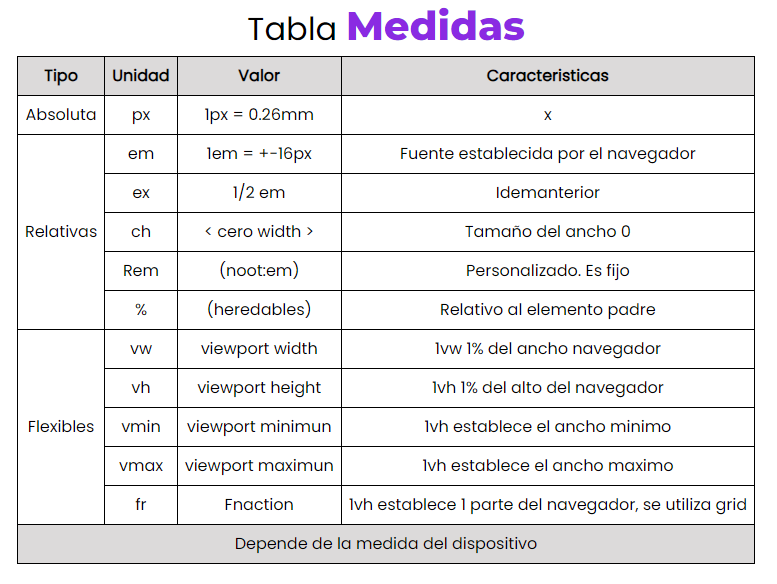 Tabla Medidas
Tipo Unidad Valor Caracteristicas
Absoluta px 1px = 0.26mm x
em 1em = +-16px Fuente establecida por el navegador
ex 1/2 em Idemanterior
Relativas ch < cero width > Tamaño del ancho 0
Rem (noot:em) Personalizado. Es fijo
% (heredables) Relativo al elemento padre
vw viewport width 1vw 1% del ancho navegador
vh viewport height 1vh 1% del alto del navegador
Flexibles vmin viewport minimun 1vh establece el ancho minimo
vmax viewport maximun 1vh establece el ancho maximo
fr Fnaction 1vh establece 1 parte del navegador, se utiliza grid
Depende de la medida del dispositivo